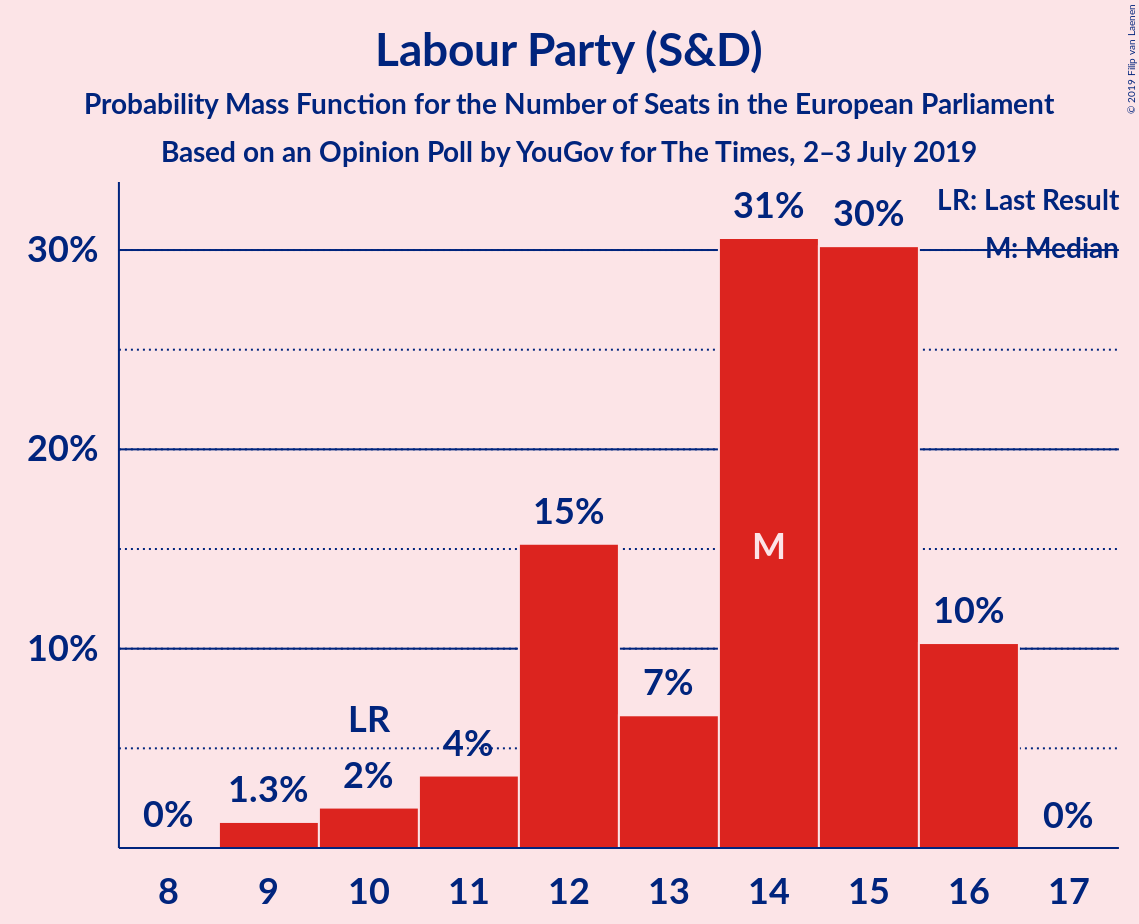 Labour Party (S&D)
Probability Mass Function for the Number of Seats in the European Parliament
Based on an Opinion Poll by YouGov for The Times, 2–3 July 2019
© 2019 Filip van Laenen
LR: Last Result
M: Median
30%
20%
10%
0%
1.3%
LR
2%
4%
15%
7%
31%
M
30%
10%
0%
8 9 10 11 12 13 14 15 16 17